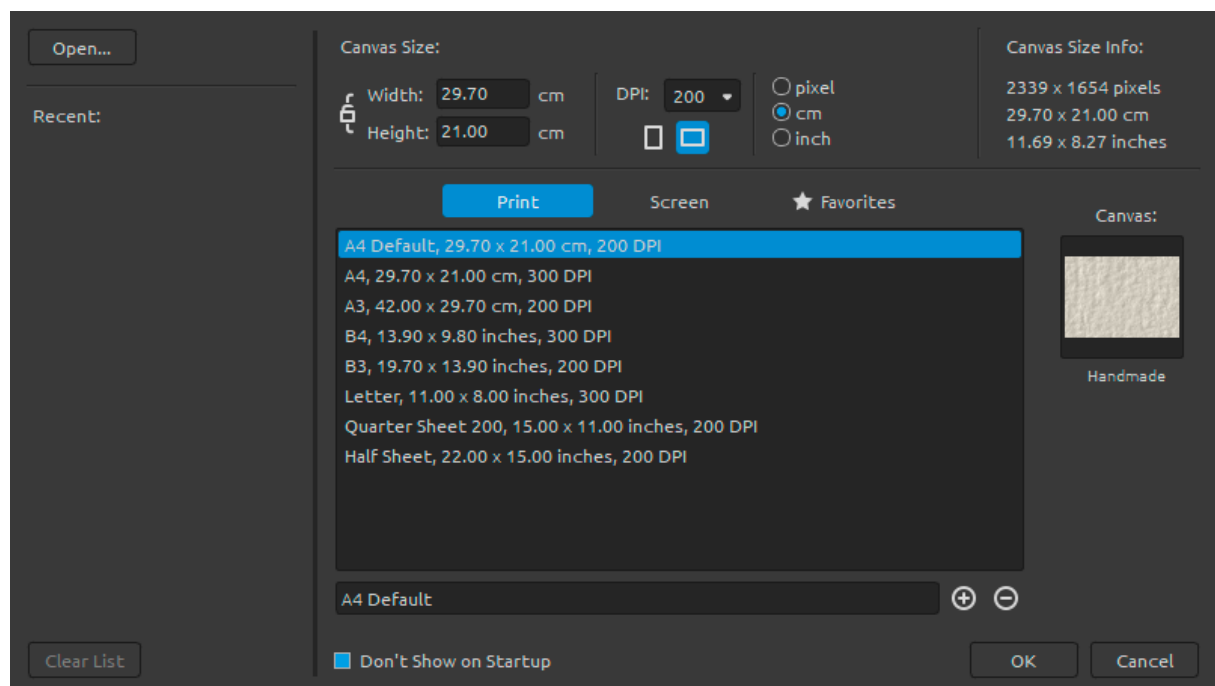 Open...
Recent:
Clear List
Canvas Size:
Width: 29.70 cm
Height: 21.00 cm
DPI: 200
pixel
cm
inch
Canvas Size Info:
2339 x 1654 pixels
29.70 x 21.00 cm
11.69 x 8.27 inches
Print Screen Favorites
A4 Default, 29.70 x 21.00 cm, 200 DPI
A4, 29.70 x 21.00 cm, 300 DPI
A3, 42.00 x 29.70 cm, 200 DPI
B4, 13.90 x 9.80 inches, 300 DPI
B3, 19.70 x 13.90 inches, 200 DPI
Letter, 11.00 x 8.00 inches, 300 DPI
Quarter Sheet 200, 15.00 x 11.00 inches, 200 DPI
Half Sheet, 22.00 x 15.00 inches, 200 DPI
Canvas:
Handmade
A4 Default
Don't Show on Startup
OK Cancel